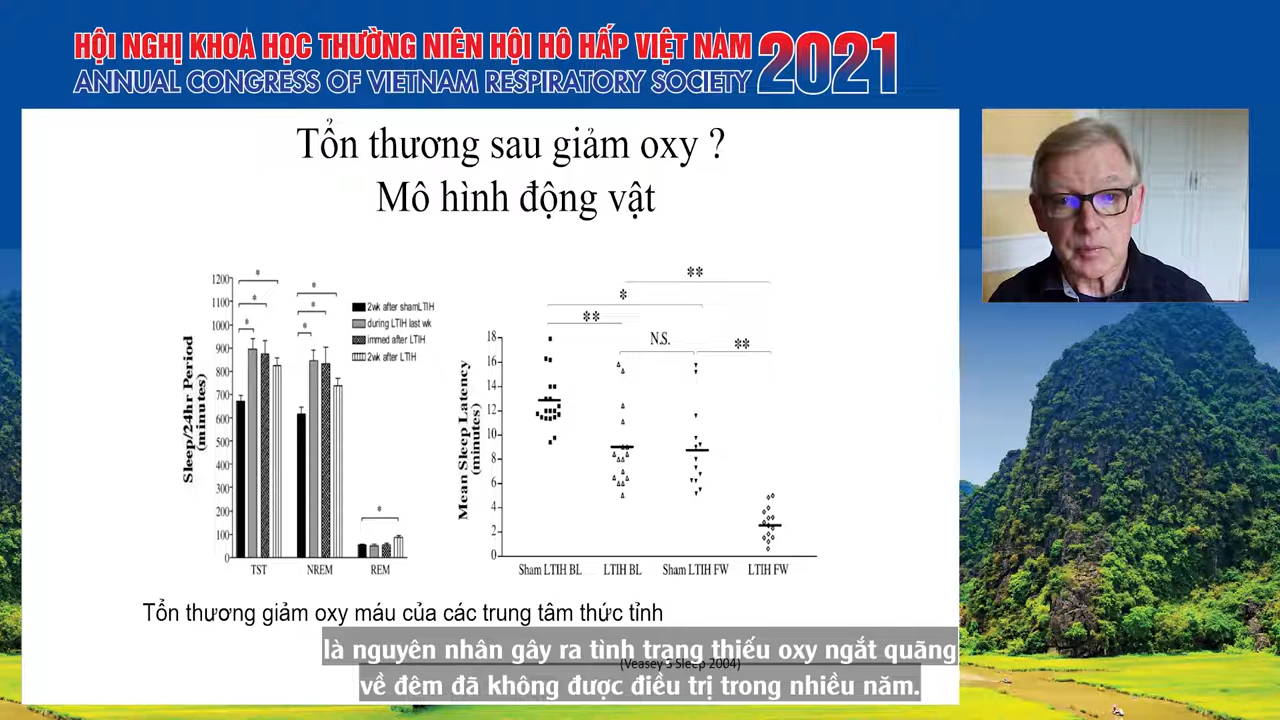 HỘI NGHỊ KHOA HỌC THƯỜNG NIÊN HỘI HÔ HẤP VIỆT NAM 2021
ANNUAL CONGRESS OF VIETNAM RESPIRATORY SOCIETY
Tổn thương sau giảm oxy ?
Mô hình động vật
Sleep/24hr Period
(minutes)
1200
1100
1000
900
800
700
600
500
400
300
200
100
0
* * *
* * *
*
2wk after shamLTIH
during LTIH last wk
immed after LTIH
2wk after LTIH
TST NREM REM
Mean Sleep Latency
(minutes)
18
16
14
12
10
8
6
4
2
0
**
*
**
N.S.
**
Sham LTIH BL LTIH BL Sham LTIH FW LTIH FW
Tổn thương giảm oxy máu của các trung tâm thức tỉnh
là nguyên nhân gây ra tình trạng thiếu oxy ngắt quãng
(Veasey S Sleep 2004)
về đêm đã không được điều trị trong nhiều năm.